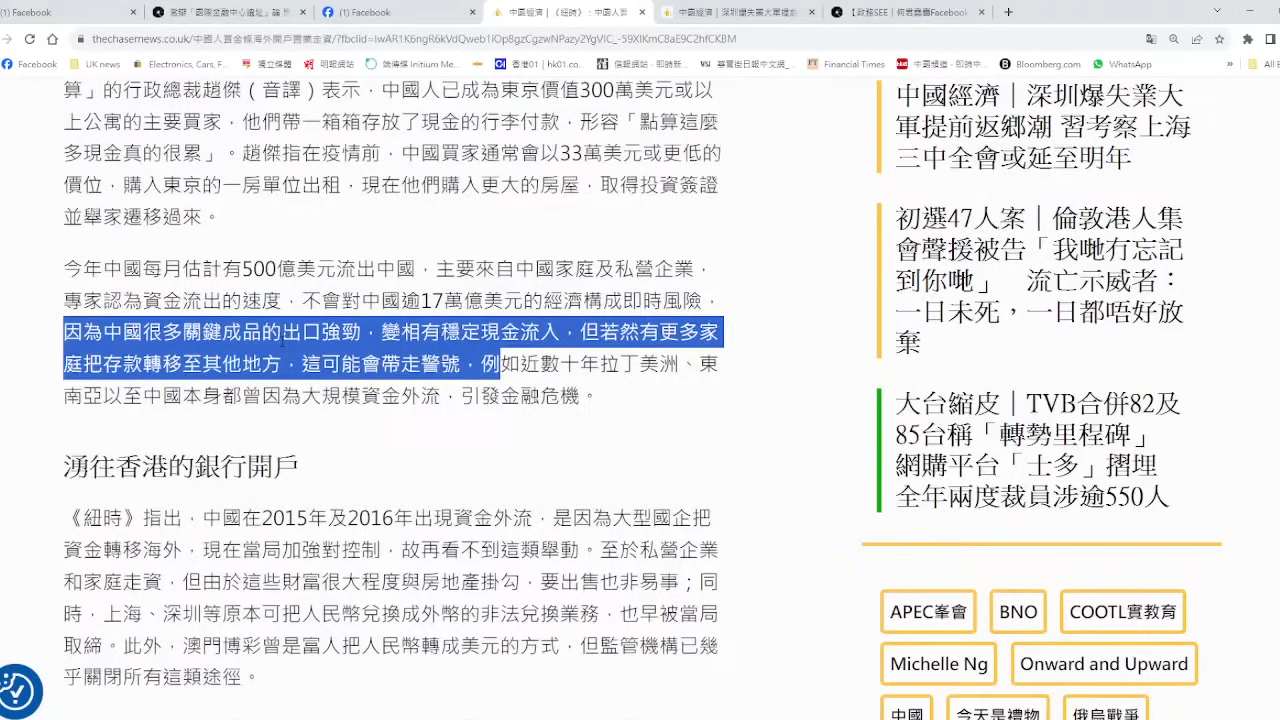 (1) Facebook
Facebook
thechasernews.co.uk/中國人買金條海外開戶置業走資/?fbclid=IwAR1K6ngR6kVdQweb1iOp8gzCgzwNPazy2YgVIC_-59XIKmC8aE9C2hfCKBM
Facebook
UK news
Electronics, Cars, F...
獨立媒體
明報網站
端傳媒 Initium Me...
香港01 | hk01.co...
信報網站 - 即時新...
華爾街日報中文網_...
Financial Times
中continue
Bloomberg.com
WhatsApp
算」的行政總裁趙傑（音譯）表示，中國人已成為東京價值300萬美元或以
上公寓的主要買家，他們帶一箱箱存放了現金的行李付款，形容「點算這麼
多現金真的很累」。趙傑指在疫情前，中國買家通常會以33萬美元或更低的
價位，購入東京的一房單位出租，現在他們購入更大的房屋，取得投資簽證
並舉家遷移過來。
今年中國每月估計有500億美元流出中國，主要來自中國家庭及私營企業，
專家認為資金流出的速度，不會對中國逾17萬億美元的經濟構成即時風險，
因為中國很多關鍵成品的出口強勁，變相有穩定現金流入，但若然有更多家
庭把存款轉移至其他地方，這可能會帶走警號，例如近數十年拉丁美洲、東
南亞以至中國本身都曾因為大規模資金外流，引發金融危機。
湧往香港的銀行開戶
《紐時》指出，中國在2015年及2016年出現資金外流，是因為大型國企把
資金轉移海外，現在當局加強對控制，故再看不到這類舉動。至於私營企業
和家庭走資，但由於這些財富很大程度與房地產掛勾，要出售也非易事；同
時，上海、深圳等原本可把人民幣兌換成外幣的非法兌換業務，也早被當局
取締。此外，澳門博彩曾是富人把人民幣轉成美元的方式，但監管機構已幾
乎關閉所有這類途徑。
中國經濟｜深圳爆失業大
軍提前返鄉潮 習考察上海
三中全會或延至明年
初選47人案｜倫敦港人集
會聲援被告「我哋冇忘記
到你哋」　流亡示威者：
一日未死，一日都唔好放
棄
大台縮皮｜TVB合併82及
85台稱「轉勢里程碑」
網購平台「士多」摺埋
全年兩度裁員涉逾550人
APEC峯會
BNO
COOTL實教育
Michelle Ng
Onward and Upward
中國
今天是禮物
俄烏戰爭